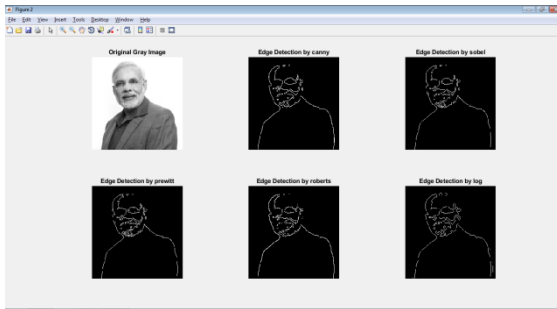 Figure 2
File Edit View Insert Tools Desktop Window Help
Original Gray Image
Edge Detection by canny
Edge Detection by sobel
Edge Detection by prewitt
Edge Detection by roberts
Edge Detection by log